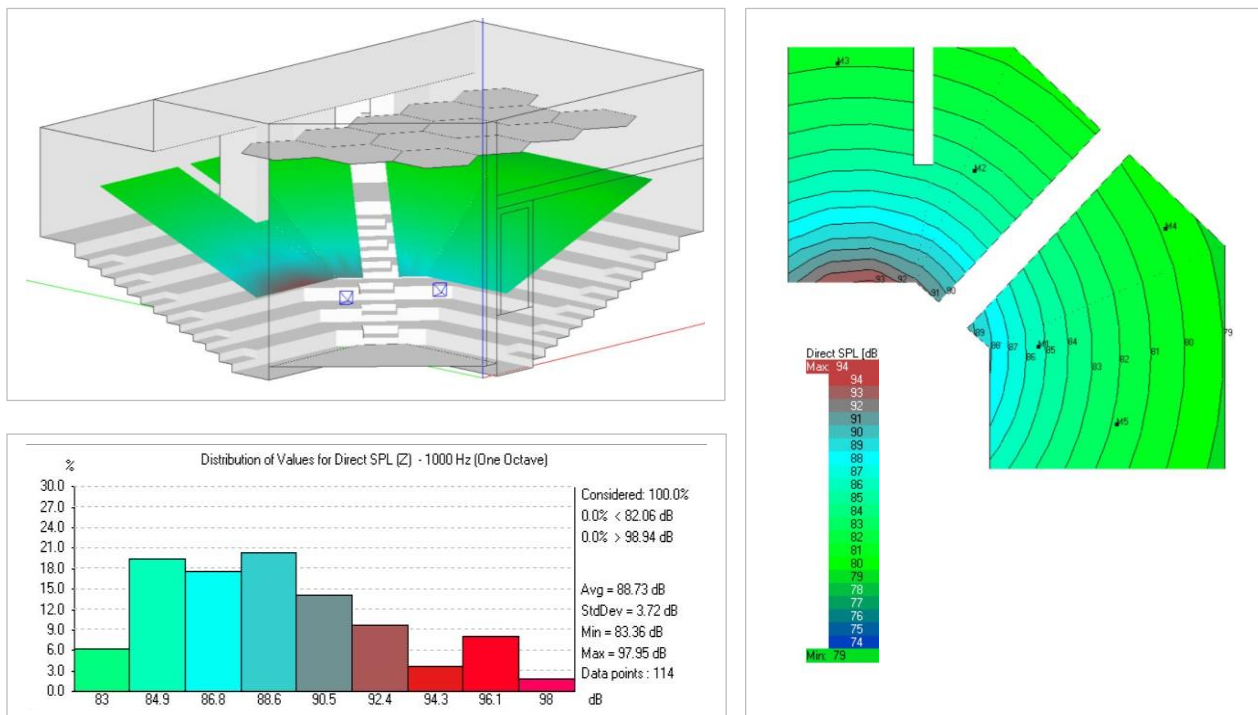 Distribution of Values for Direct SPL (Z) - 1000 Hz (One Octave)
%
30.0
27.0
24.0
21.0
18.0
15.0
12.0
9.0
6.0
3.0
0.0
83 84.9 86.8 88.6 90.5 92.4 94.3 96.1 98 dB
Considered: 100.0%
0.0% < 82.06 dB
0.0% > 98.94 dB
Avg = 88.73 dB
StdDev = 3.72 dB
Min = 83.36 dB
Max = 97.95 dB
Data points : 114
M3
M2
93 92 91 90
M4
89 88 87 86 M1 85 84 83 82 81 80 79
M5
Direct SPL [dB
Max: 94
94
93
92
91
90
89
88
87
86
85
84
83
82
81
80
79
78
77
76
75
74
Min: 79